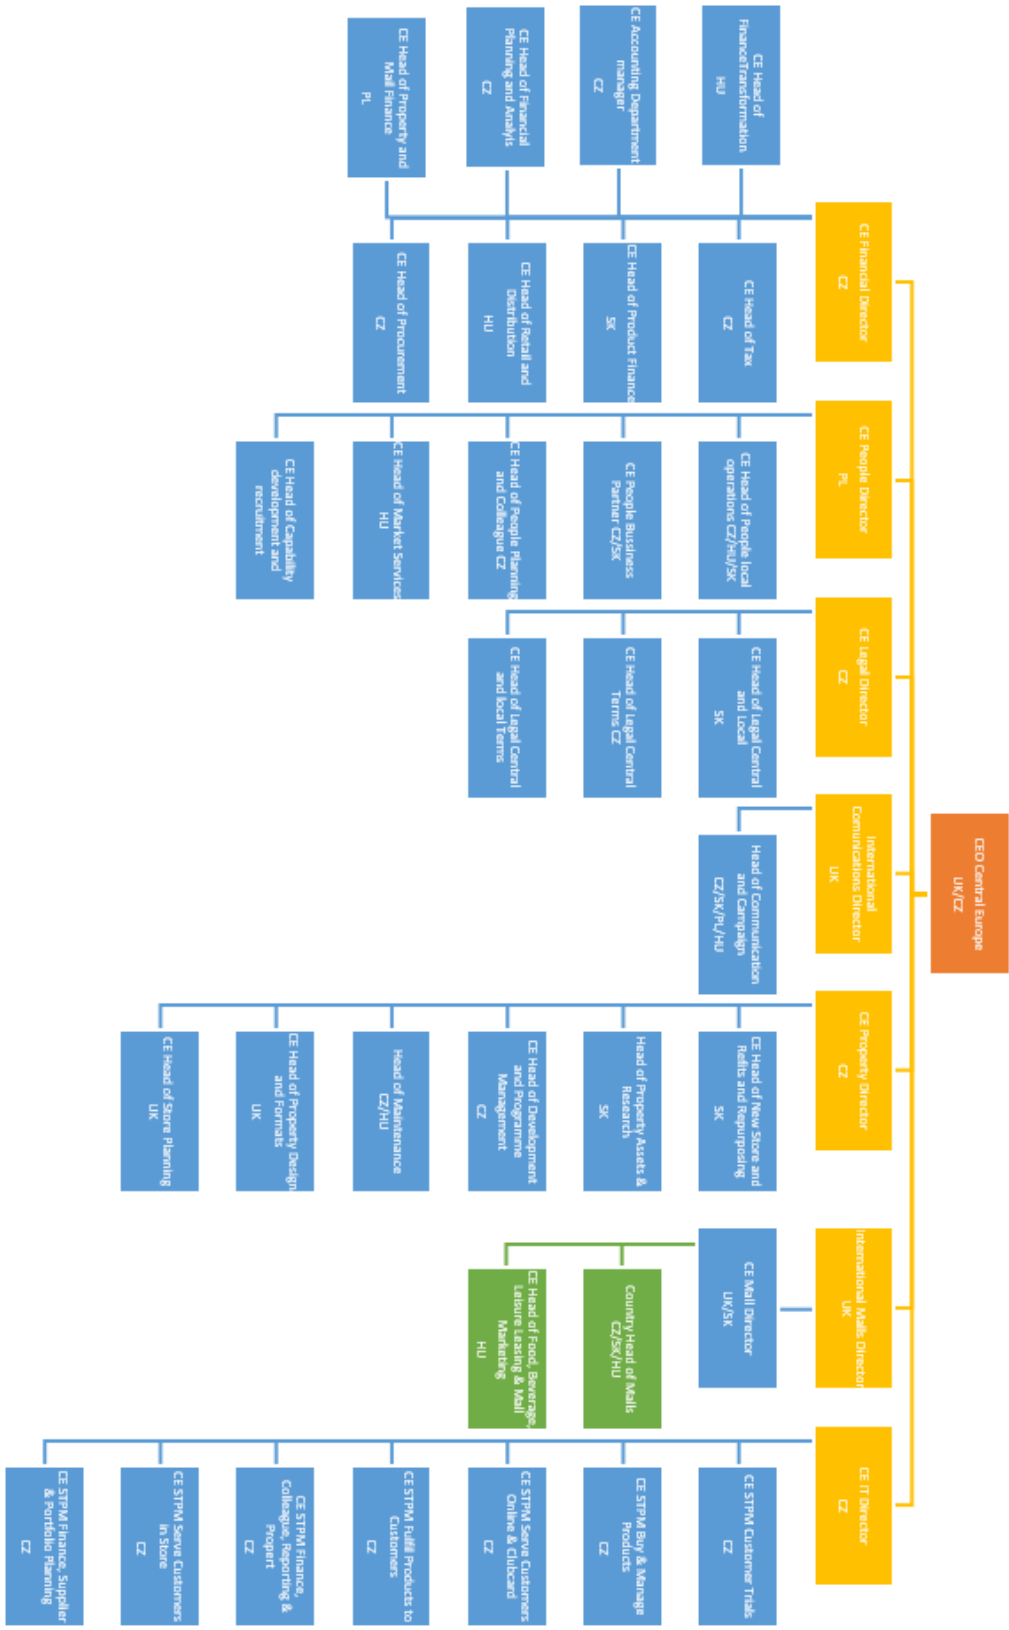 CEO Central Europe
UK/CZ
CE Financial Director
CZ
CE People Director
PL
CE Legal Director
CZ
International
Comunications Director
UK
CE Property Director
CZ
International Malls Director
UK
CE IT Director
CZ
CE Head of
FinanceTransformation
HU
CE Accounting Department
manager
CZ
CE Head of Financial
Planning and Analyis
CZ
CE Head of Property and
Mall Finance
PL
CE Head of Tax
CZ
CE Head of Product Finance
SK
CE Head of Retail and
Distribution
HU
CE Head of Procurement
CZ
CE Head of People local
operations CZ/HU/SK
CE People Bussiness
Partner CZ/SK
CE Head of People Planning
and Colleague CZ
CE Head of Market Services
HU
CE Head of Capability
development and
recruitment
CE Head of Legal Central
and Local
SK
CE Head of Legal Central
Terms CZ
CE Head of Legal Central
and local Terms
Head of Communication
and Campaign
CZ/SK/PL/HU
CE Head of New Store and
Refits and Repurposing
SK
Head of Property Assets &
Research
SK
CE Head of Development
and Programme
Management
CZ
Head of Maintenance
CZ/HU
CE Head of Property Design
and Formats
UK
CE Head of Store Planning
UK
CE Mall Director
UK/SK
Country Head of Malls
CZ/SK/HU
CE Head of Food, Beverage,
Leisure Leasing & Mall
Marketing
HU
CE STPM Customer Trials
CZ
CE STPM Buy & Manage
Products
CZ
CE STPM Serve Customers
Online & Clubcard
CZ
CE STPM Fulfil Products to
Customers
CZ
CE STPM Finance,
Colleague, Reporting &
Propert
CZ
CE STPM Serve Customers
in Store
CZ
CE STPM Finance, Supplier
& Portfolio Planning
CZ